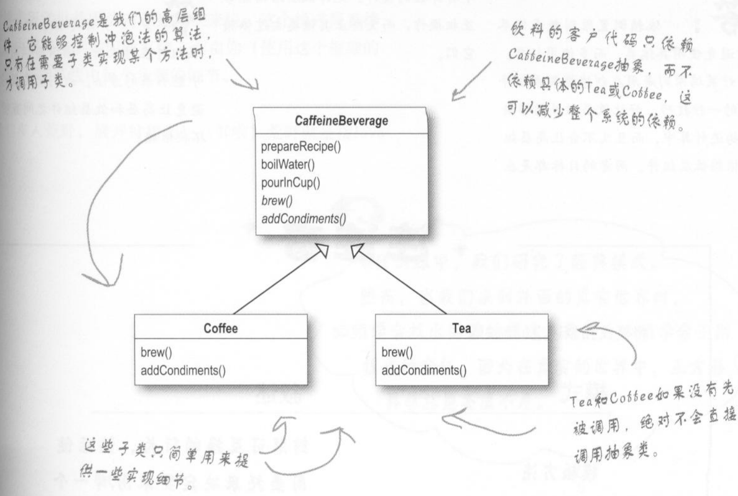 CaffeineBeverage是我们的高层组
件，它能够控制冲泡法的算法，
只有在需要子类实现某个方法时，
才调用子类。
饮料的客户代码只依赖
CaffeineBeverage抽象，而不
依赖具体的Tea或Coffee，这
可以减少整个系统的依赖。
CaffeineBeverage
prepareRecipe()
boilWater()
pourInCup()
brew()
addCondiments()
Coffee
brew()
addCondiments()
Tea
brew()
addCondiments()
这些子类只简单用来提
供一些实现细节。
Tea和Coffee如果没有先
被调用，绝对不会直接
调用抽象类。